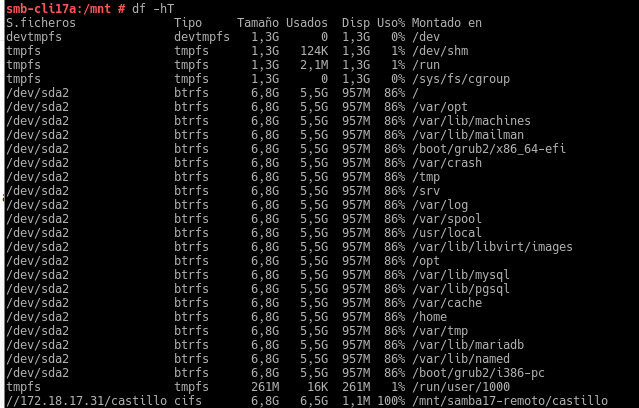 smb-cli17a:/mnt # df -hT
S.ficheros Tipo Tamaño Usados Disp Uso% Montado en
devtmpfs devtmpfs 1,3G 0 1,3G 0% /dev
tmpfs tmpfs 1,3G 124K 1,3G 1% /dev/shm
tmpfs tmpfs 1,3G 2,1M 1,3G 1% /run
tmpfs tmpfs 1,3G 0 1,3G 0% /sys/fs/cgroup
/dev/sda2 btrfs 6,8G 5,5G 957M 86% /
/dev/sda2 btrfs 6,8G 5,5G 957M 86% /var/opt
/dev/sda2 btrfs 6,8G 5,5G 957M 86% /var/lib/machines
/dev/sda2 btrfs 6,8G 5,5G 957M 86% /var/lib/mailman
/dev/sda2 btrfs 6,8G 5,5G 957M 86% /boot/grub2/x86_64-efi
/dev/sda2 btrfs 6,8G 5,5G 957M 86% /var/crash
/dev/sda2 btrfs 6,8G 5,5G 957M 86% /tmp
/dev/sda2 btrfs 6,8G 5,5G 957M 86% /srv
/dev/sda2 btrfs 6,8G 5,5G 957M 86% /var/log
/dev/sda2 btrfs 6,8G 5,5G 957M 86% /var/spool
/dev/sda2 btrfs 6,8G 5,5G 957M 86% /usr/local
/dev/sda2 btrfs 6,8G 5,5G 957M 86% /var/lib/libvirt/images
/dev/sda2 btrfs 6,8G 5,5G 957M 86% /opt
/dev/sda2 btrfs 6,8G 5,5G 957M 86% /var/lib/mysql
/dev/sda2 btrfs 6,8G 5,5G 957M 86% /var/lib/pgsql
/dev/sda2 btrfs 6,8G 5,5G 957M 86% /var/cache
/dev/sda2 btrfs 6,8G 5,5G 957M 86% /home
/dev/sda2 btrfs 6,8G 5,5G 957M 86% /var/tmp
/dev/sda2 btrfs 6,8G 5,5G 957M 86% /var/lib/mariadb
/dev/sda2 btrfs 6,8G 5,5G 957M 86% /var/lib/named
/dev/sda2 btrfs 6,8G 5,5G 957M 86% /boot/grub2/i386-pc
tmpfs tmpfs 261M 16K 261M 1% /run/user/1000
//172.18.17.31/castillo cifs 6,8G 6,5G 1,1M 100% /mnt/samba17-remoto/castillo